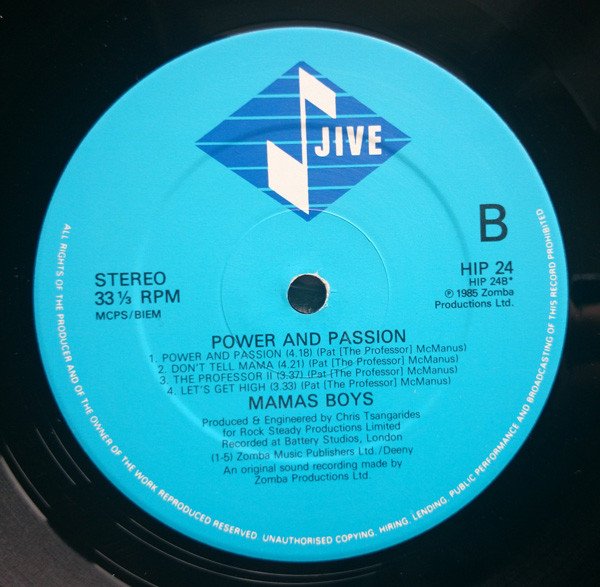 JIVE
B
STEREO
33⅓ RPM
MCPS/BIEM
HIP 24
HIP 24B*
℗ 1985 Zomba
Productions Ltd.
POWER AND PASSION
1. POWER AND PASSION (4.18) (Pat [The Professor] McManus)
2. DON'T TELL MAMA (4.21) (Pat [The Professor] McManus)
3. THE PROFESSOR II (3-37) (Pat [The Professor] McManus)
4. LET'S GET HIGH (3.33) (Pat [The Professor] McManus)
MAMAS BOYS
Produced & Engineered by Chris Tsangarides
for Rock Steady Productions Limited
Recorded at Battery Studios, London
(1-5) Zomba Music Publishers Ltd./Deeny
An original sound recording made by
Zomba Productions Ltd.
ALL RIGHTS OF THE PRODUCER AND OF THE OWNER OF THE WORK REPRODUCED RESERVED UNAUTHORISED COPYING, HIRING, LENDING, PUBLIC PERFORMANCE AND BROADCASTING OF THIS RECORD PROHIBITED